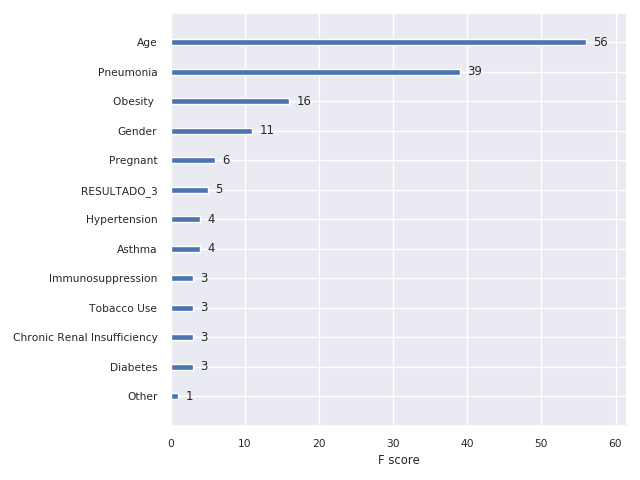 Age 56
Pneumonia 39
Obesity 16
Gender 11
Pregnant 6
RESULTADO_3 5
Hypertension 4
Asthma 4
Immunosuppression 3
Tobacco Use 3
Chronic Renal Insufficiency 3
Diabetes 3
Other 1
0 10 20 30 40 50 60
F score